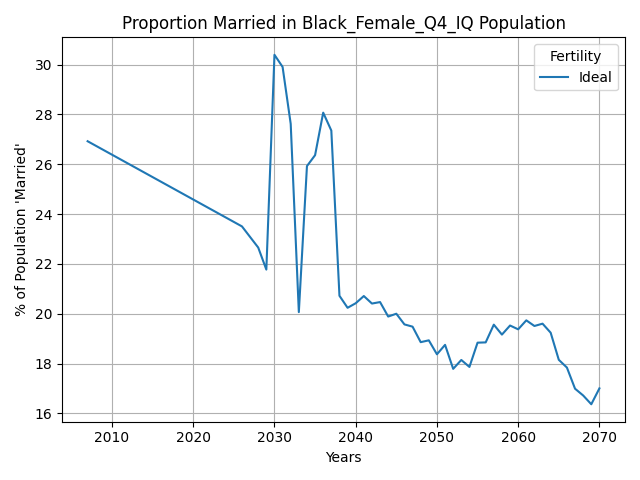 Proportion Married in Black_Female_Q4_IQ Population
Fertility
Ideal
% of Population 'Married'
30
28
26
24
22
20
18
16
2010 2020 2030 2040 2050 2060 2070
Years